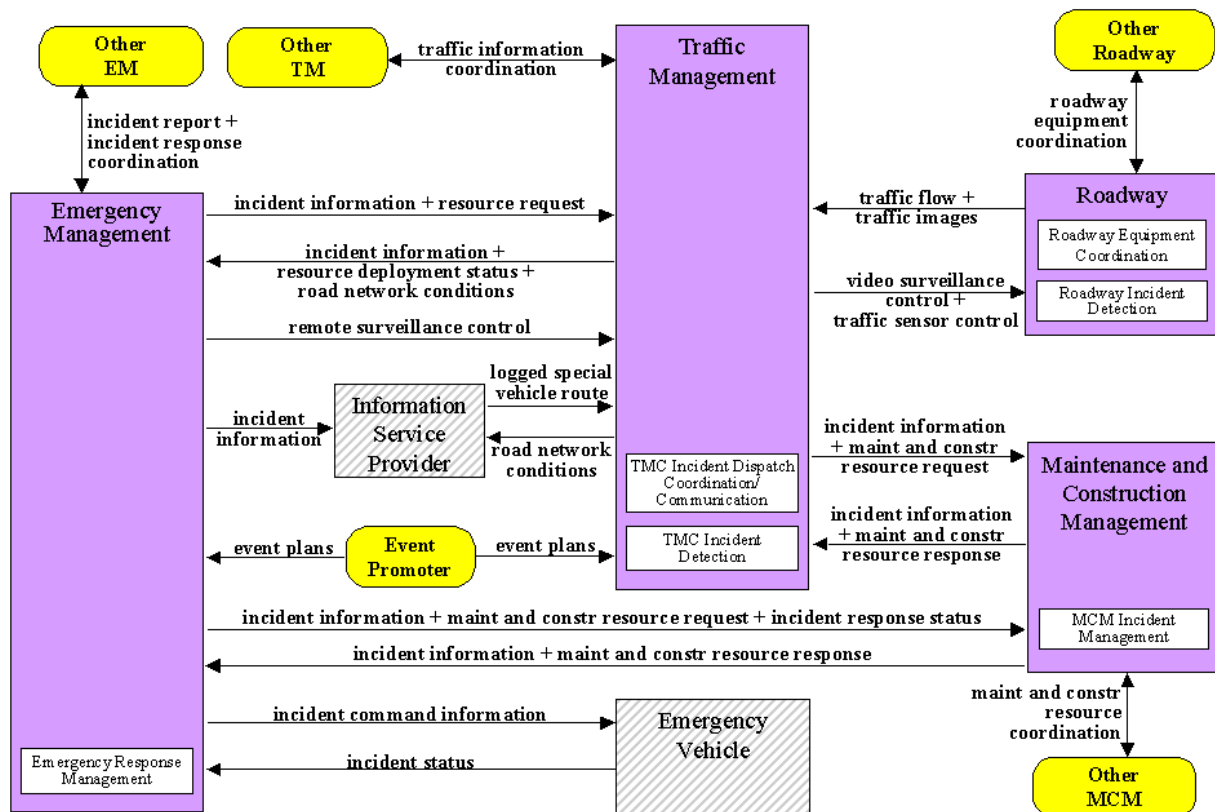 Other
EM
Other
TM
traffic information
coordination
Traffic
Management
Other
Roadway
incident report +
incident response
coordination
roadway
equipment
coordination
Emergency
Management
incident information + resource request
traffic flow +
traffic images
Roadway
Roadway Equipment
Coordination
Roadway Incident
Detection
incident information +
resource deployment status +
road network conditions
video surveillance
control +
traffic sensor control
remote surveillance control
logged special
vehicle route
incident
information
Information
Service
Provider
road network
conditions
TMC Incident Dispatch
Coordination/
Communication
TMC Incident
Detection
incident information
+ maint and constr
resource request
Maintenance and
Construction
Management
incident information
+ maint and constr
resource response
event plans
Event
Promoter
event plans
incident information + maint and constr resource request + incident response status
MCM Incident
Management
incident information + maint and constr resource response
incident command information
Emergency
Vehicle
maint and constr
resource
coordination
Emergency Response
Management
incident status
Other
MCM